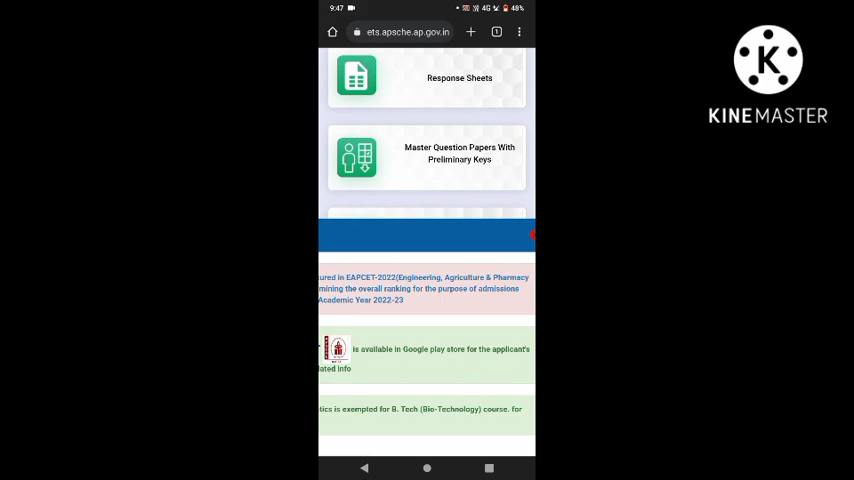 9:47
4G
48%
ets.apsche.ap.gov.in
1
Response Sheets
Master Question Papers With
Preliminary Keys
K
KINEMASTER
tured in EAPCET-2022(Engineering, Agriculture & Pharmacy
mining the overall ranking for the purpose of admissions
Academic Year 2022-23
is available in Google play store for the applicant's
lated info
tics is exempted for B. Tech (Bio-Technology) course. for